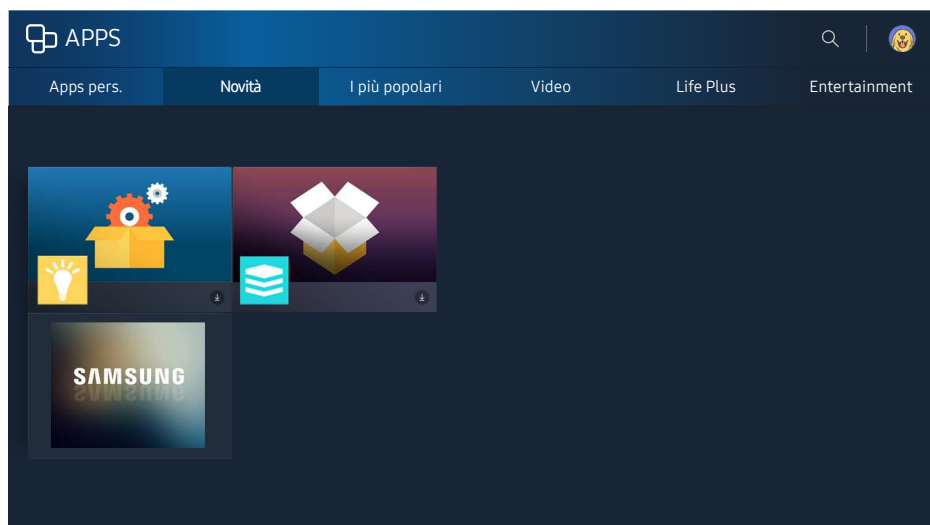 APPS
Apps pers. Novità I più popolari Video Life Plus Entertainment
SAMSUNG